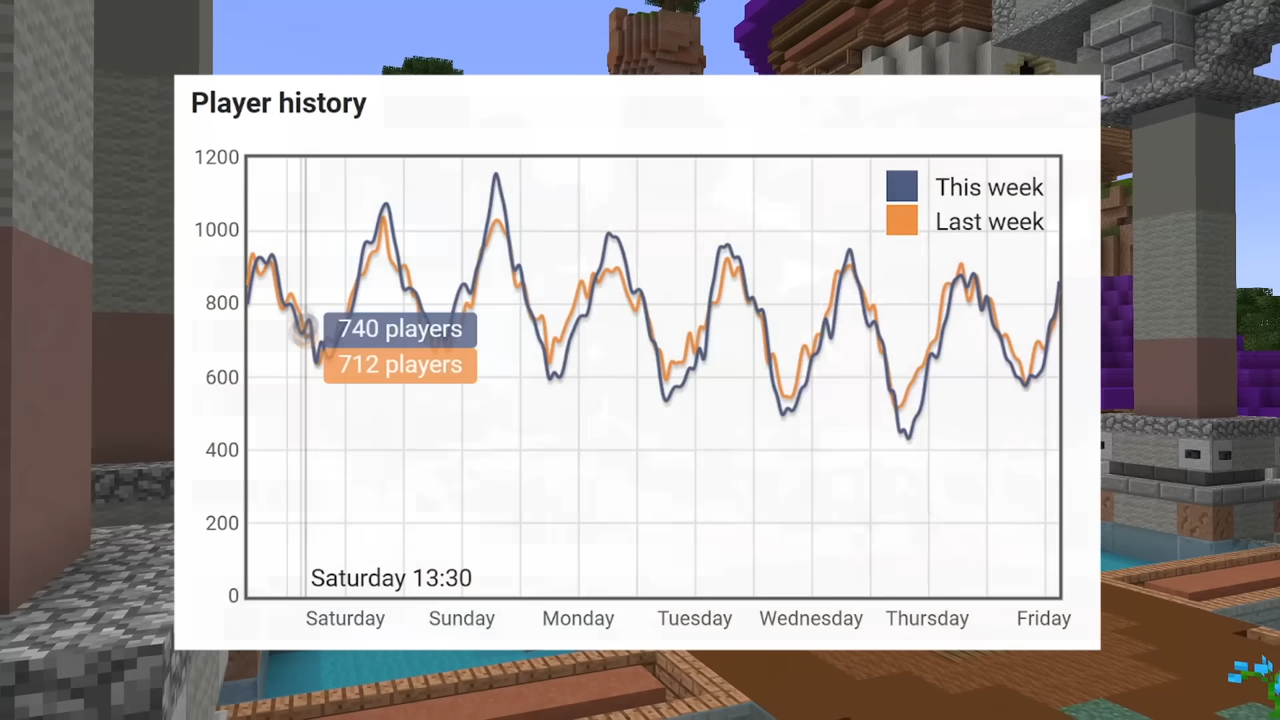 Player history
1200
1000
800
600
400
200
0
This week
Last week
740 players
712 players
Saturday 13:30
Saturday Sunday Monday Tuesday Wednesday Thursday Friday